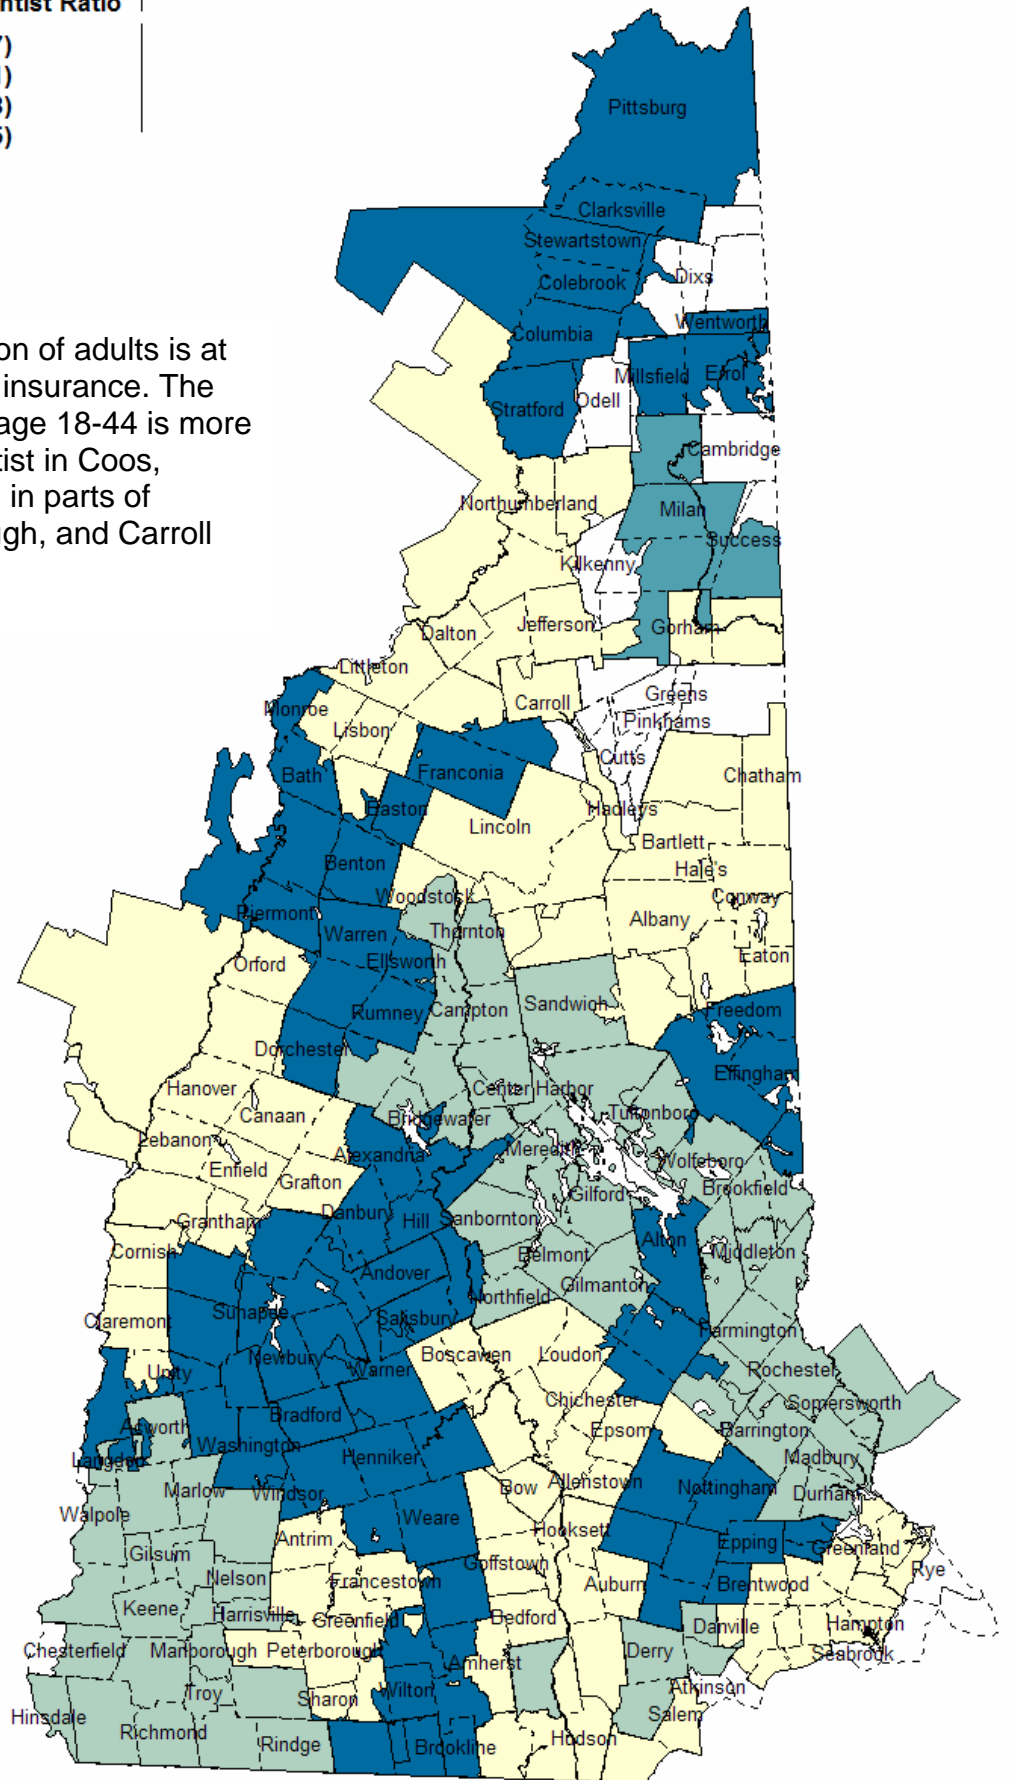 ntist Ratio
7)
)
3)
5)
Pittsburg
Clarksville
Stewartstown
Dixs
Colebrook
Wentworth
Columbia
on of adults is at
insurance. The
age 18-44 is more
tist in Coos,
in parts of
ugh, and Carroll
Millsfield Errol
Odell
Stratford
Cambridge
Northumberland
Milan
Success
Kilkenny
Jefferson
Gorham
Dalton
Littleton
Greens
Carroll
Monroe
Pinkhams
Lisbon
Cutts
Franconia
Chatham
Bath
Easton
Hadleys
Lincoln
Bartlett
Benton
Hale's
Woodstock
Conway
Piermont
Albany
Warren
Thornton
Eaton
Ellsworth
Orford
Sandwich
Rumney
Campton
Freedom
Dorchester
Effingham
Hanover
Center Harbor
Canaan
Bridgewater
Tuftonboro
Lebanon
Alexandria
Meredith
Wolfeboro
Enfield
Grafton
Gilford
Brookfield
Danbury
Grantham
Hill
Sanbornton
Alton
Cornish
Belmont
Middleton
Andover
Gilmanton
Northfield
Sunapee
Salisbury
Claremont
Farmington
Newbury
Boscawen
Loudon
Unity
Warner
Rochester
Chichester
Somersworth
Bradford
Acworth
Epsom
Barrington
Washington
Henniker
Madbury
Langdon
Allenstown
Marlow
Windsor
Bow
Nottingham
Durham
Walpole
Weare
Hooksett
Antrim
Epping
Greenland
Gilsum
Goffstown
Rye
Nelson
Francestown
Auburn
Brentwood
Keene
Harrisville
Greenfield
Bedford
Danville
Hampton
Chesterfield
Marlborough
Peterborough
Derry
Seabrook
Amherst
Atkinson
Troy
Sharon
Wilton
Salem
Hinsdale
Richmond
Rindge
Brookline
Hudson